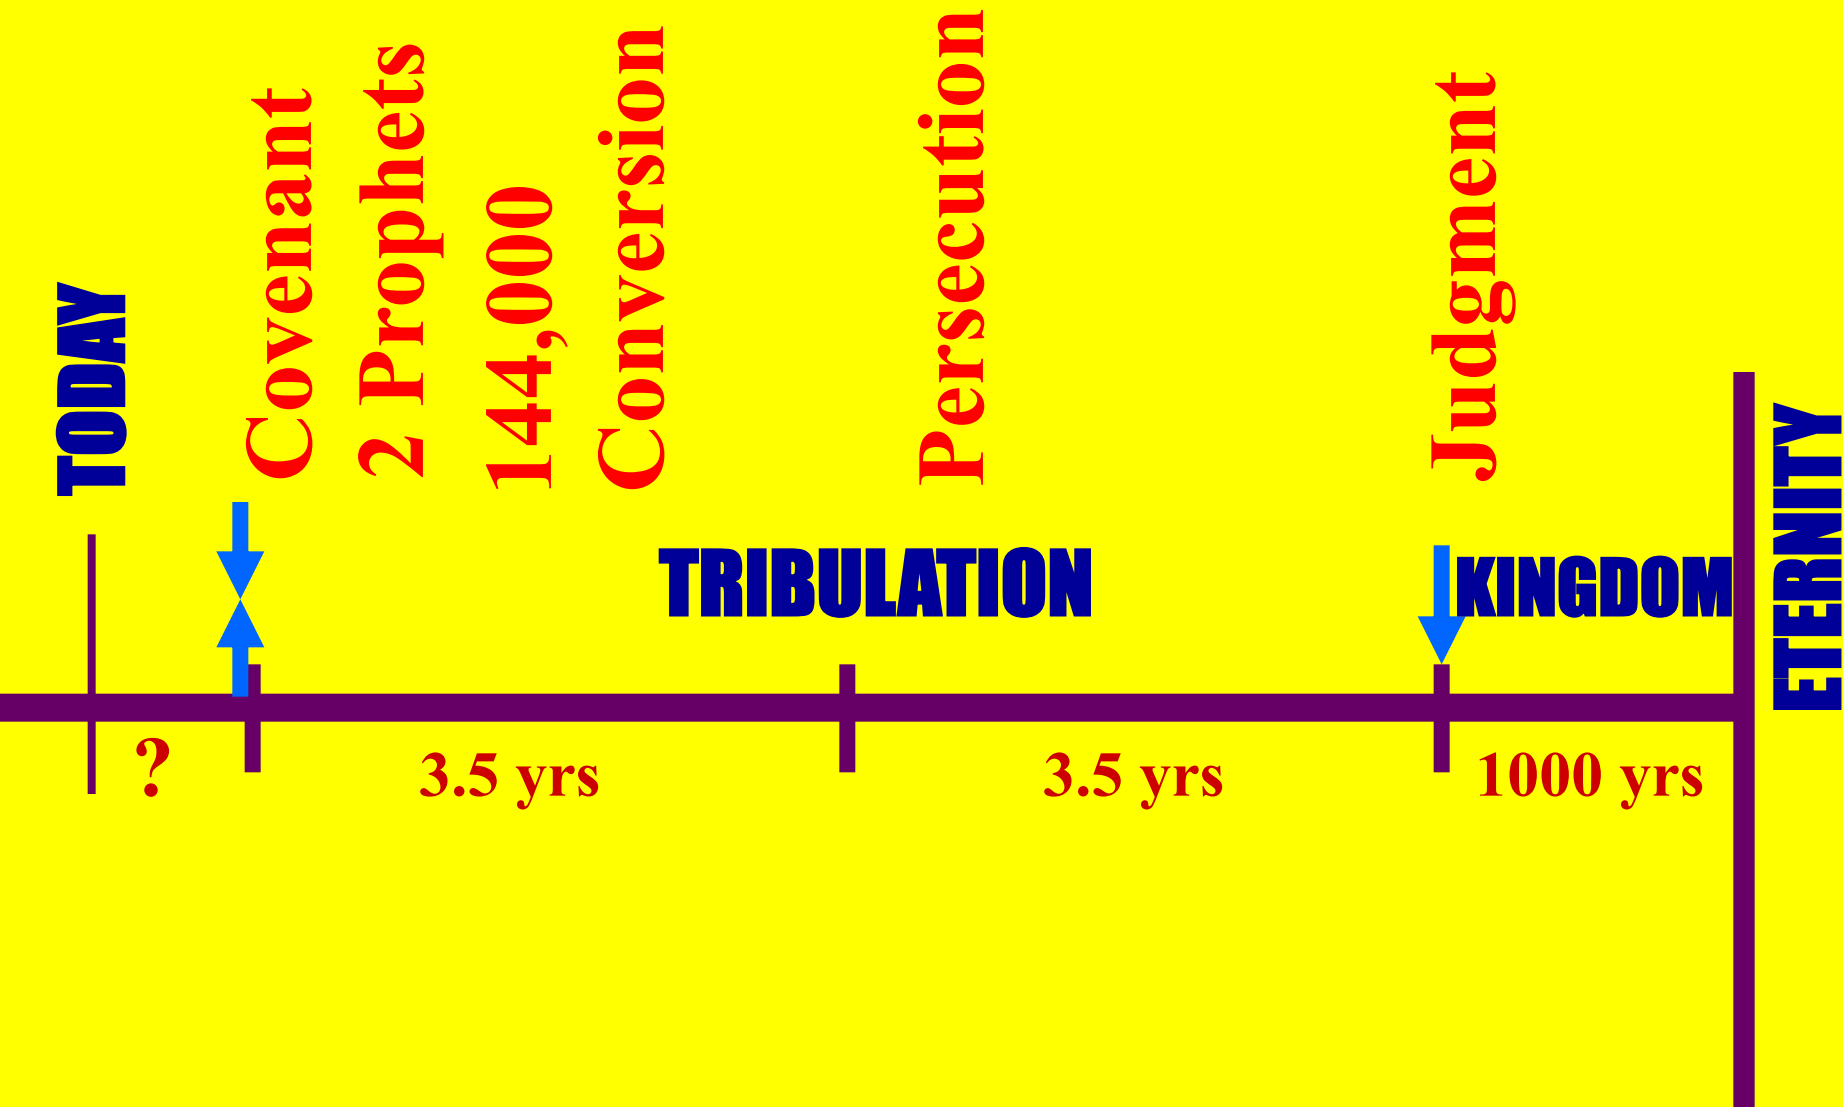 TODAY
Covenant
2 Prophets
144,000
Conversion
Persecution
Judgment
TRIBULATION
KINGDOM
ETERNITY
?
3.5 yrs
3.5 yrs
1000 yrs